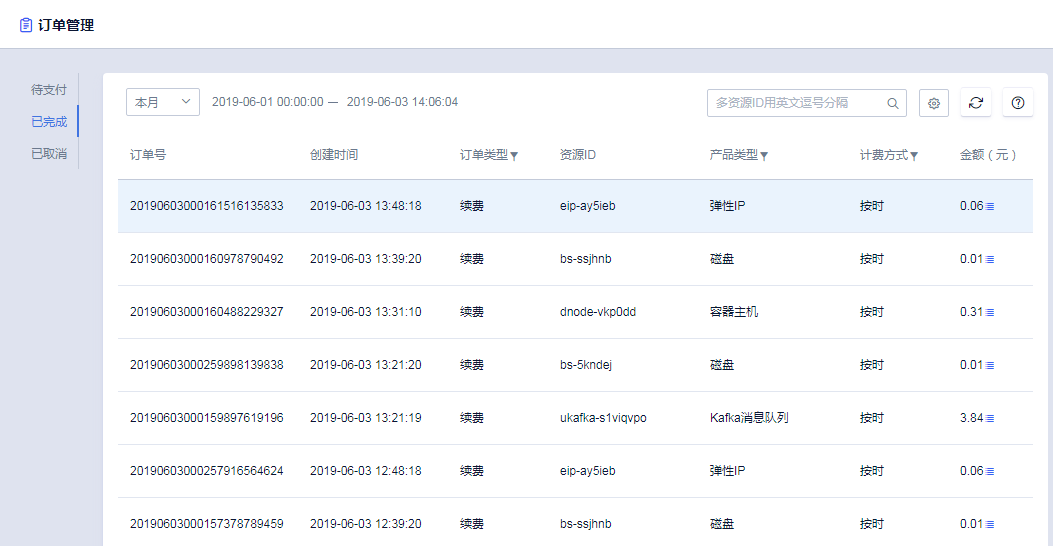 订单管理
待支付
已完成
已取消
本月 2019-06-01 00:00:00 — 2019-06-03 14:06:04 多资源ID用英文逗号分隔
订单号 创建时间 订单类型 资源ID 产品类型 计费方式 金额（元）
2019060300016151613​5833 2019-06-03 13:48:18 续费 eip-ay5ieb 弹性IP 按时 0.06
20190603000160978790492 2019-06-03 13:39:20 续费 bs-ssjhnb 磁盘 按时 0.01
20190603000160488229327 2019-06-03 13:31:10 续费 dnode-vkp0dd 容器主机 按时 0.31
20190603000259898139838 2019-06-03 13:21:20 续费 bs-5kndej 磁盘 按时 0.01
20190603000159897619196 2019-06-03 13:21:19 续费 ukafka-s1viqvpo Kafka消息队列 按时 3.84
20190603000257916564624 2019-06-03 12:48:18 续费 eip-ay5ieb 弹性IP 按时 0.06
20190603000157378789459 2019-06-03 12:39:20 续费 bs-ssjhnb 磁盘 按时 0.01